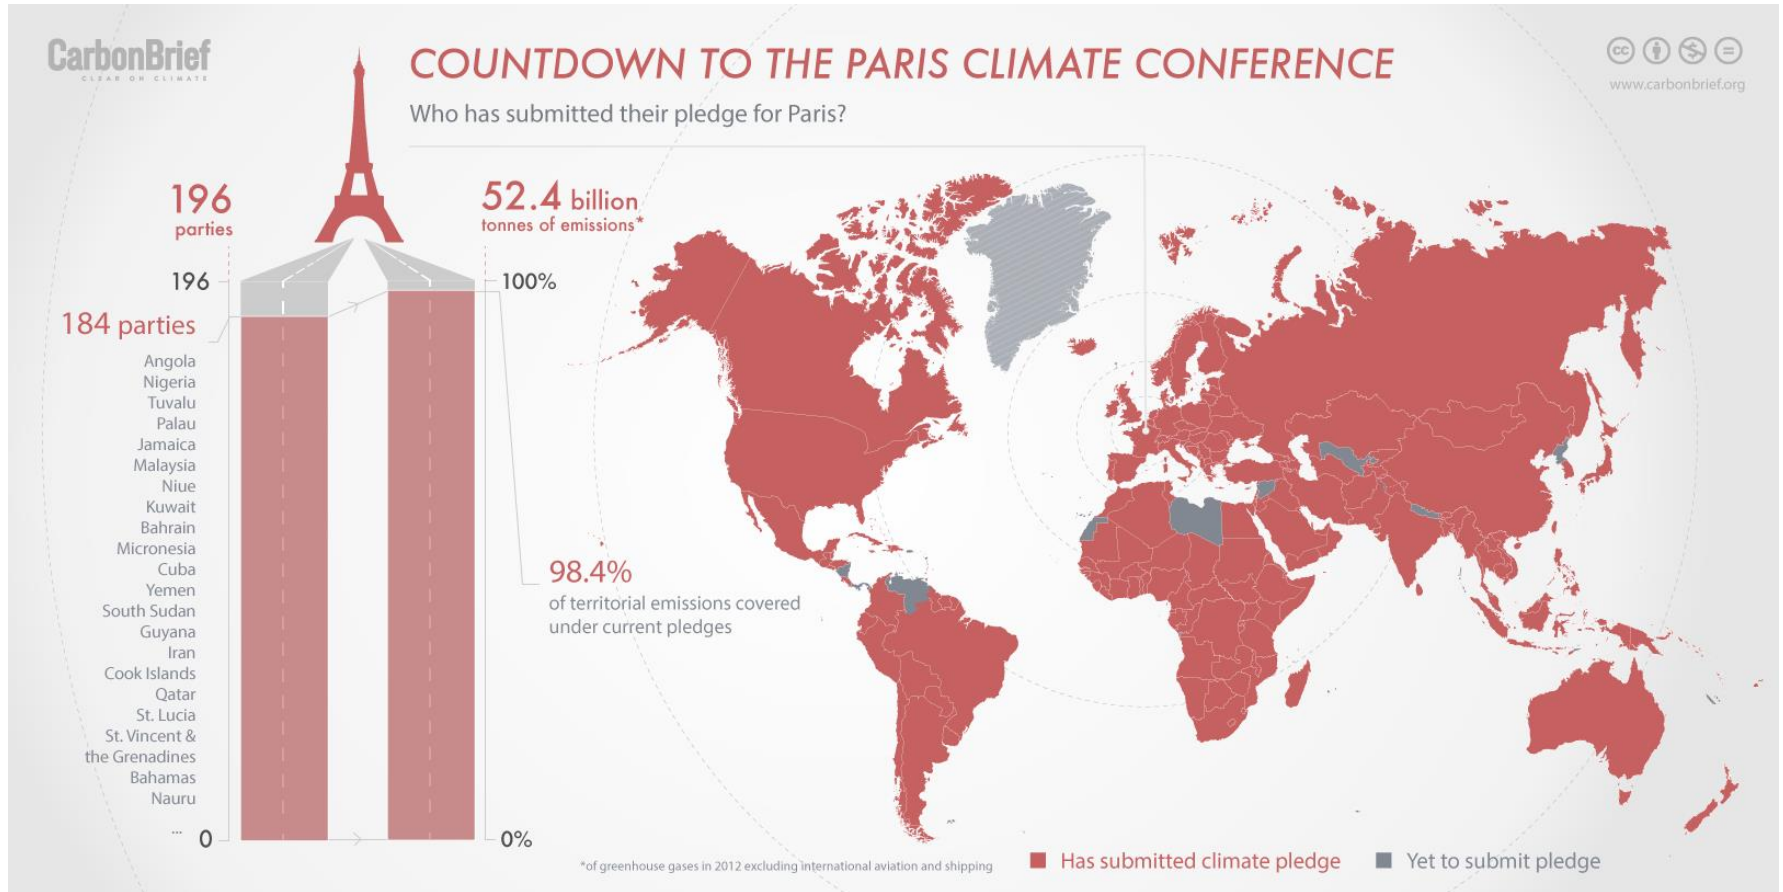 CarbonBrief
CLEAR ON CLIMATE
COUNTDOWN TO THE PARIS CLIMATE CONFERENCE
Who has submitted their pledge for Paris?
cc
www.carbonbrief.org
196
parties
52.4 billion
tonnes of emissions*
196
100%
184 parties
Angola
Nigeria
Tuvalu
Palau
Jamaica
Malaysia
Niue
Kuwait
Bahrain
Micronesia
Cuba
Yemen
South Sudan
Guyana
Iran
Cook Islands
Qatar
St. Lucia
St. Vincent &
the Grenadines
Bahamas
Nauru
...
0
0%
98.4%
of territorial emissions covered
under current pledges
*of greenhouse gases in 2012 excluding international aviation and shipping
Has submitted climate pledge
Yet to submit pledge